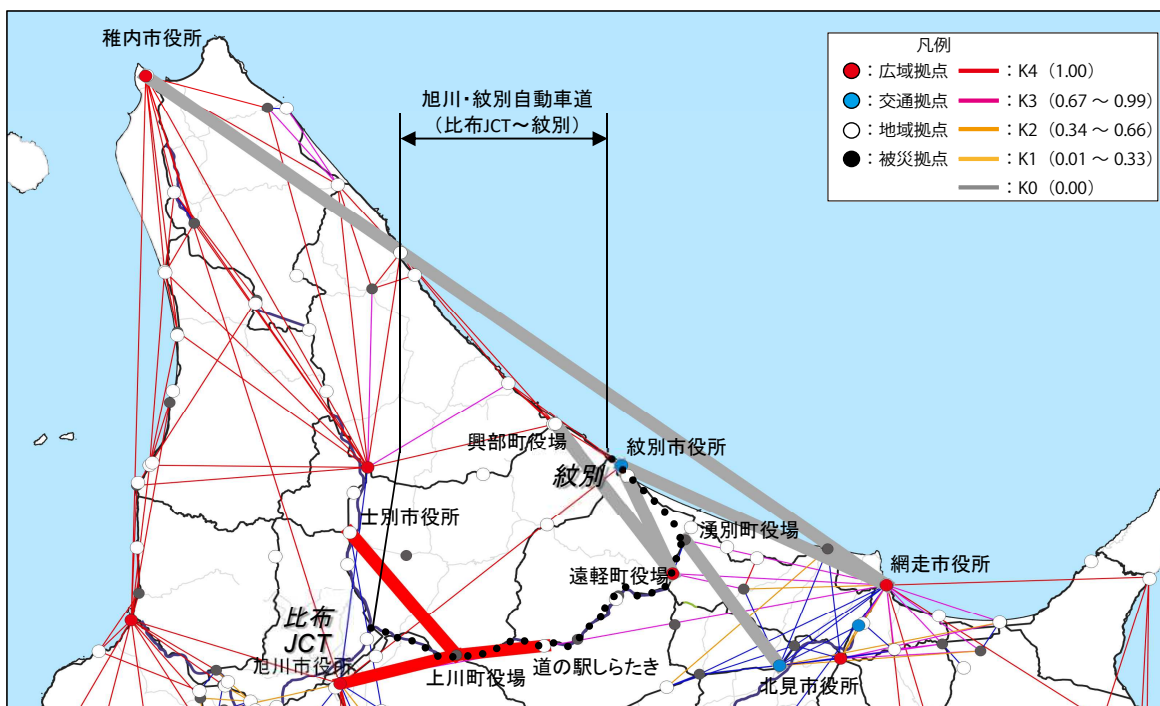 稚内市役所
旭川・紋別自動車道
（比布JCT～紋別）
凡例
：広域拠点
：K4（1.00）
：交通拠点
：K3（0.67 ～ 0.99）
：地域拠点
：K2（0.34 ～ 0.66）
：被災拠点
：K1（0.01 ～ 0.33）
：K0（0.00）
興部町役場
紋別市役所
紋別
士別市役所
湧別町役場
網走市役所
遠軽町役場
比布
JCT
旭川市役所
上川町役場
道の駅しらたき
北見市役所